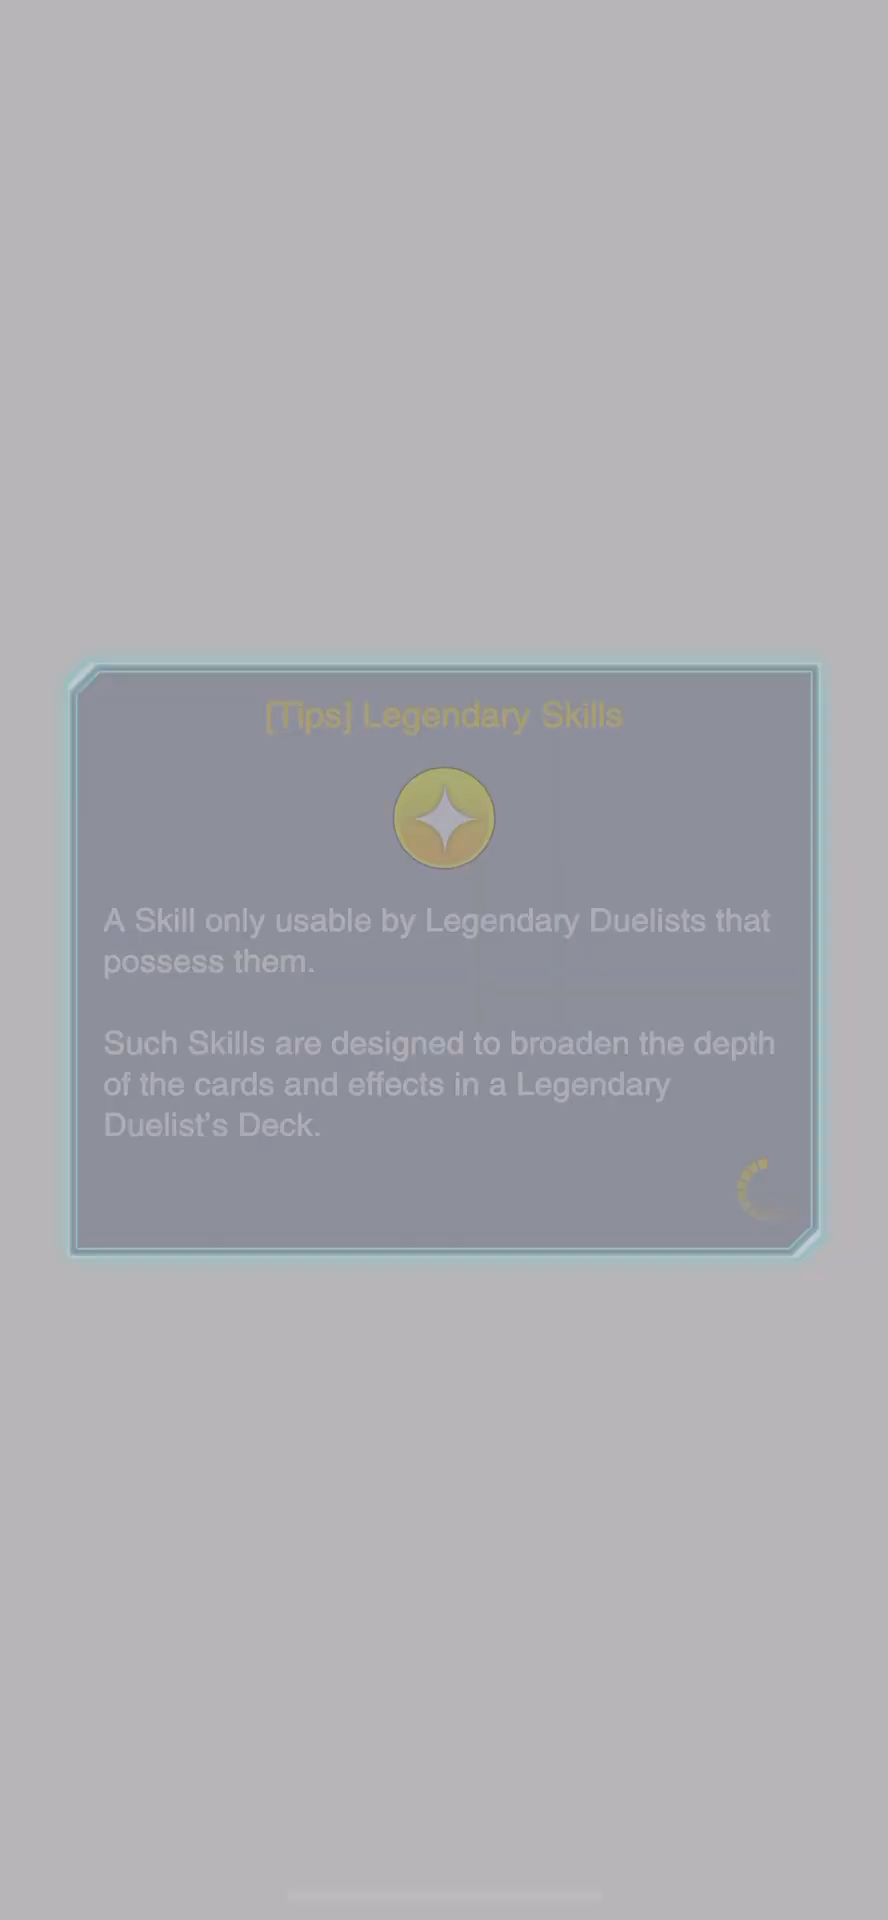 [Tips] Legendary Skills
A Skill only usable by Legendary Duelists that
possess them.
Such Skills are designed to broaden the depth
of the cards and effects in a Legendary
Duelist’s Deck.